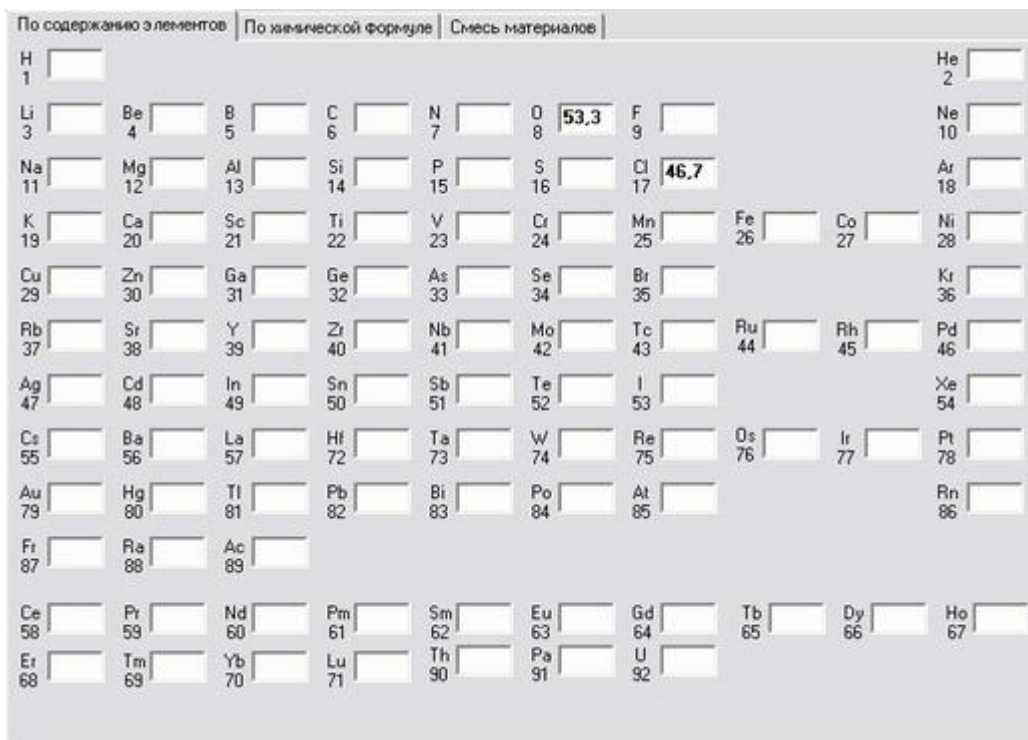 По содержанию элементов По химической формуле Смесь материалов
H He
1 2
Li Be B C N O 53,3 F Ne
3 4 5 6 7 8 9 10
Na Mg Al Si P S Cl 46,7 Ar
11 12 13 14 15 16 17 18
K Ca Sc Ti V Cr Mn Fe Co Ni
19 20 21 22 23 24 25 26 27 28
Cu Zn Ga Ge As Se Br Kr
29 30 31 32 33 34 35 36
Rb Sr Y Zr Nb Mo Tc Ru Rh Pd
37 38 39 40 41 42 43 44 45 46
Ag Cd In Sn Sb Te I Xe
47 48 49 50 51 52 53 54
Cs Ba La Hf Ta W Re Os Ir Pt
55 56 57 72 73 74 75 76 77 78
Au Hg Tl Pb Bi Po At Rn
79 80 81 82 83 84 85 86
Fr Ra Ac
87 88 89
Ce Pr Nd Pm Sm Eu Gd Tb Dy Ho
58 59 60 61 62 63 64 65 66 67
Er Tm Yb Lu Th Pa U
68 69 70 71 90 91 92